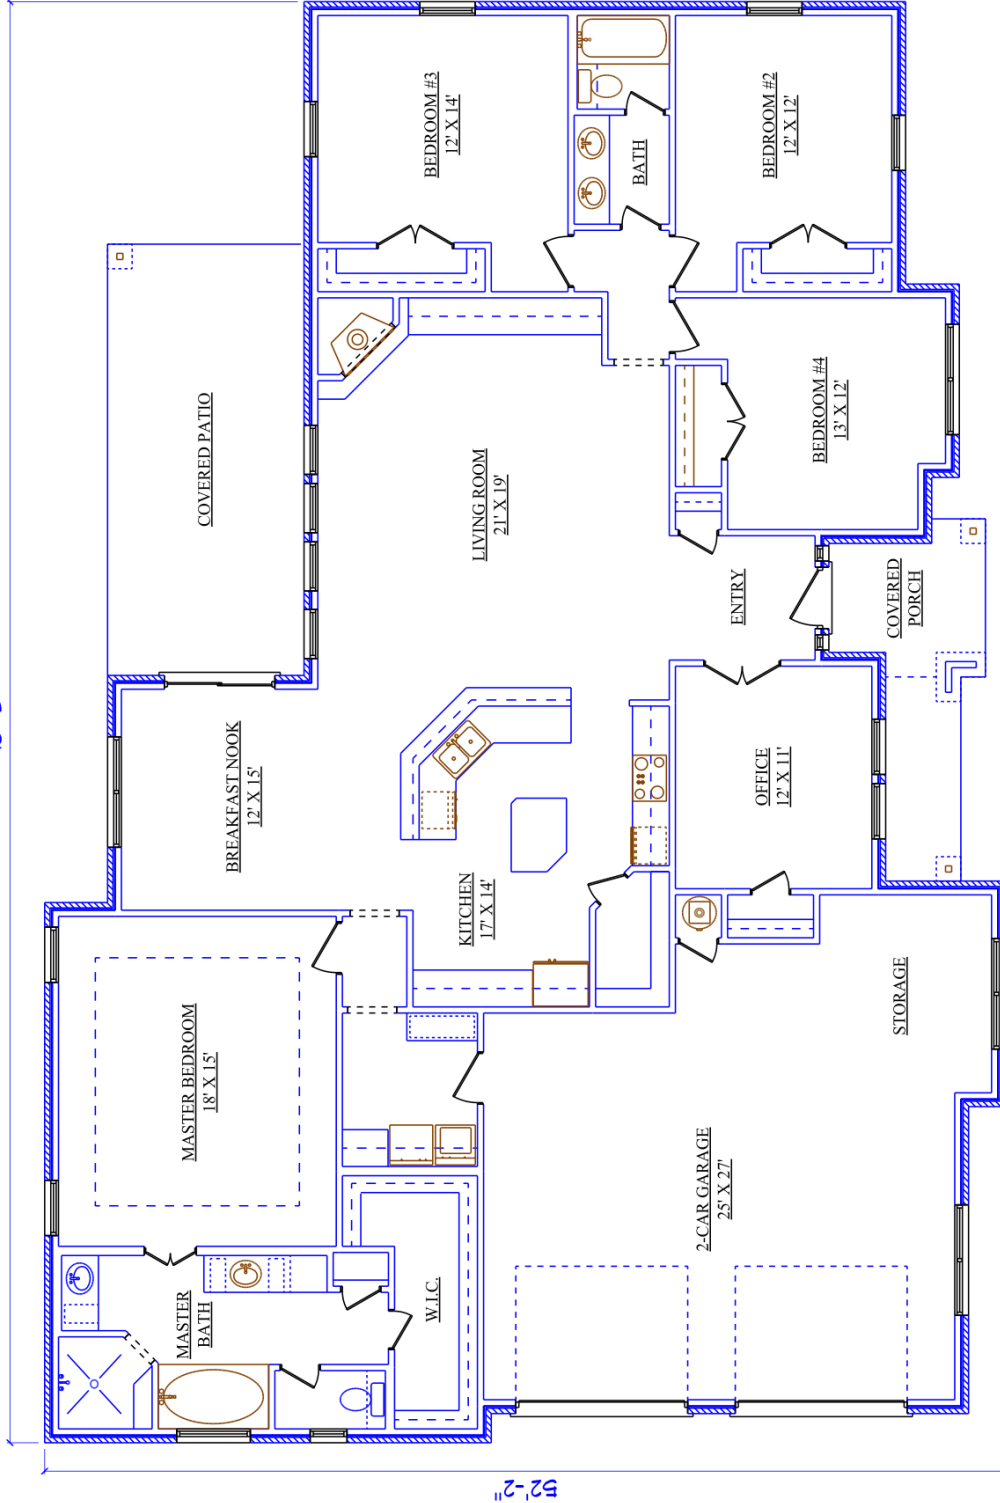 BEDROOM #3
12' X 14'
BATH
BEDROOM #2
12' X 12'
COVERED PATIO
LIVING ROOM
21' X 19'
BEDROOM #4
13' X 12'
ENTRY
COVERED
PORCH
BREAKFAST NOOK
12' X 15'
KITCHEN
17' X 14'
OFFICE
12' X 11'
STORAGE
MASTER BEDROOM
18' X 15'
2-CAR GARAGE
25' X 27'
W.I.C.
MASTER
BATH
52'-2"